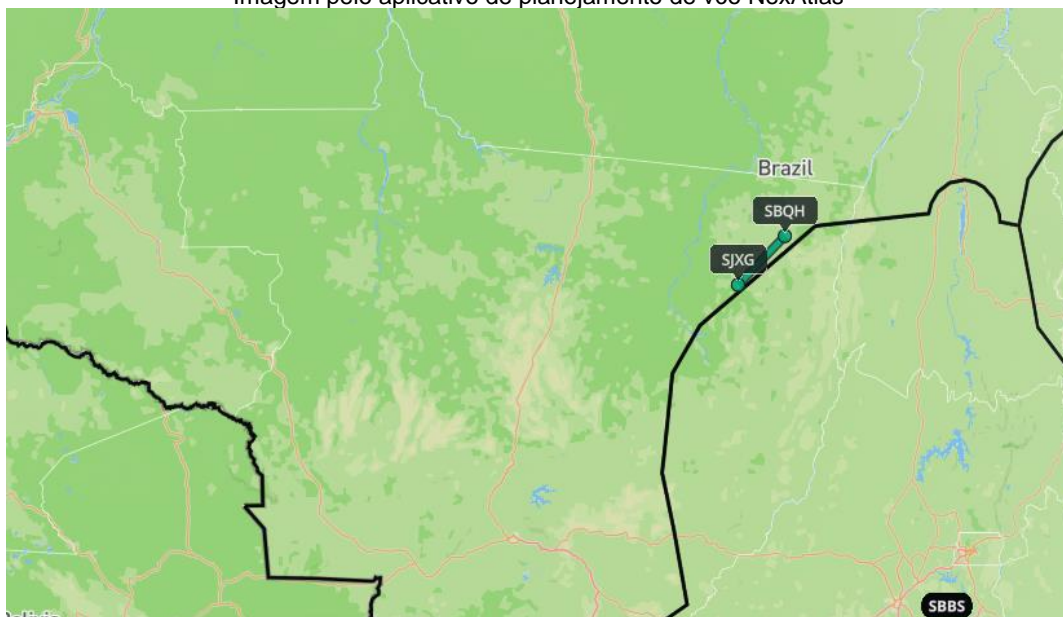 Imagem pelo aplicativo de planejamento de voo NexAtlas
Brazil
SBQH
SJXG
SBBS